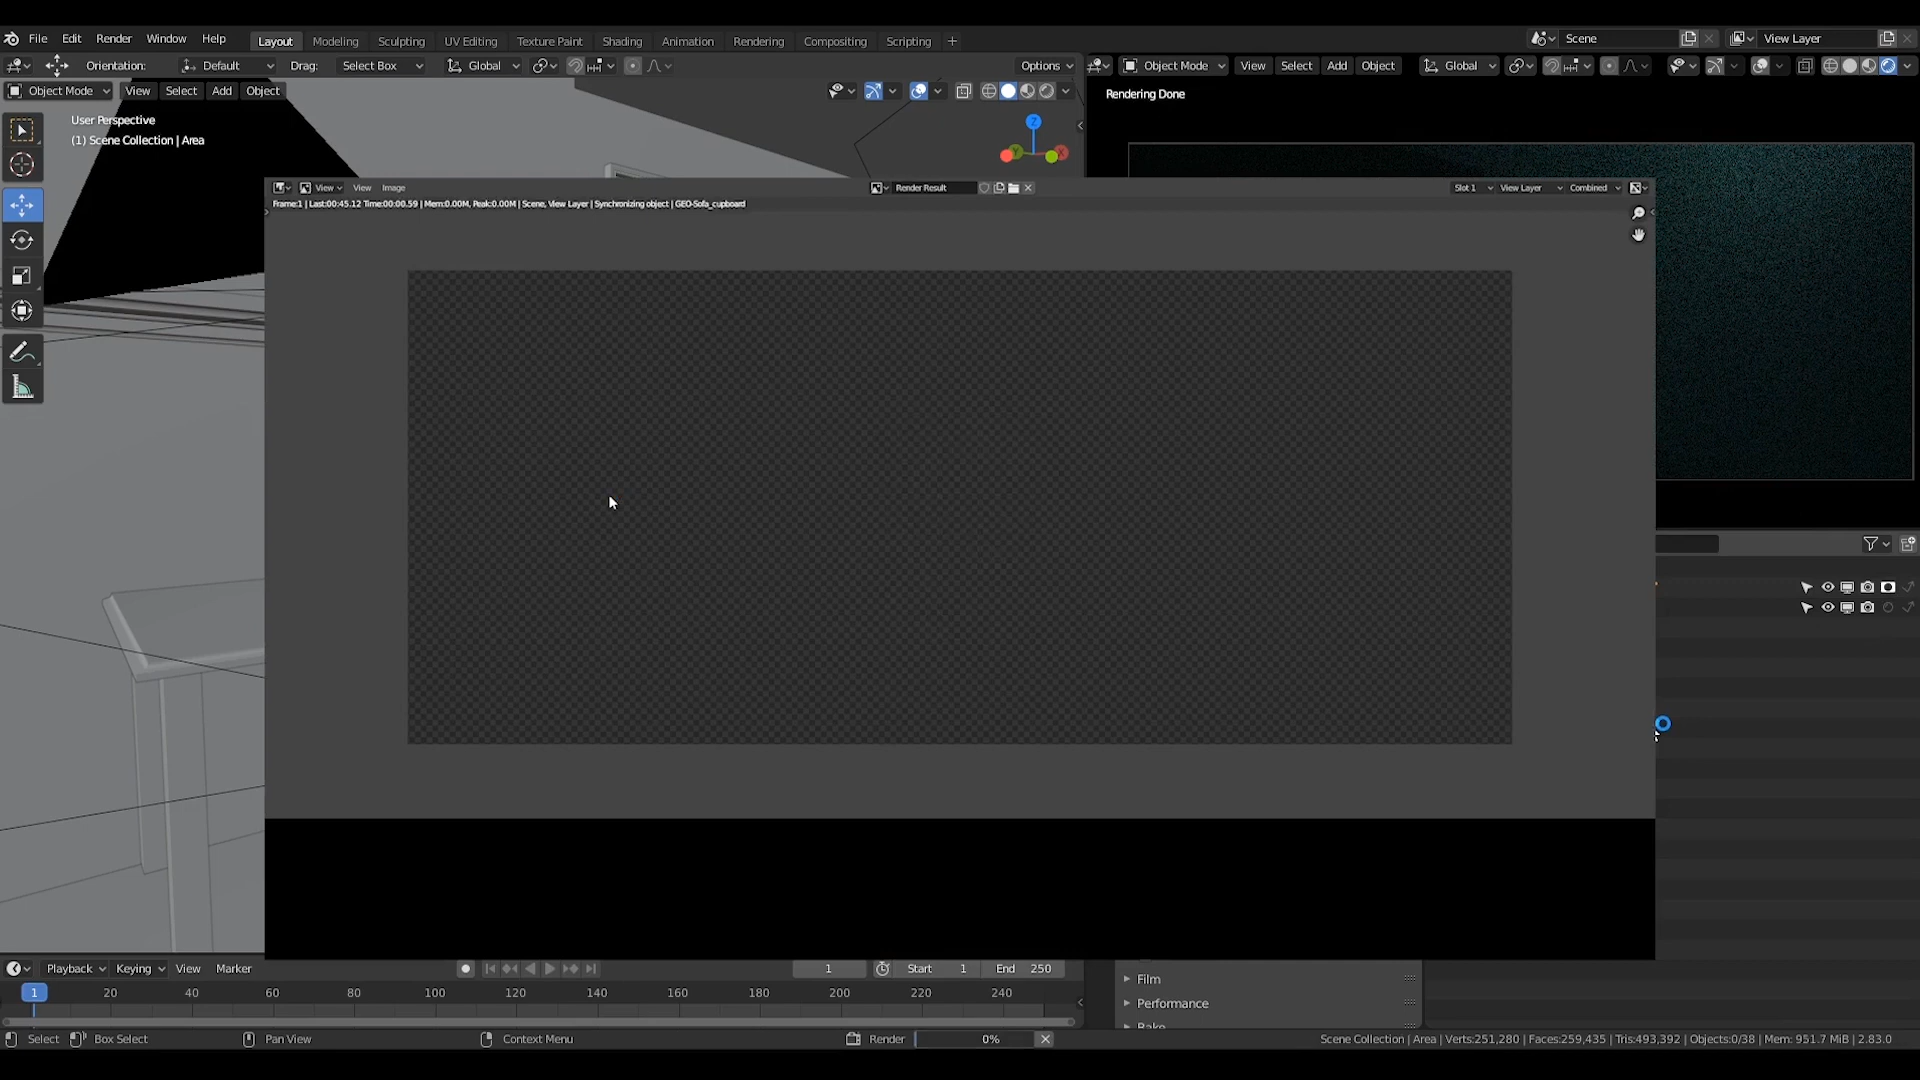 File Edit Render Window Help Layout Modeling Sculpting UV Editing Texture Paint Shading Animation Rendering Compositing Scripting + Scene View Layer
Orientation: Default Drag: Select Box Global Options Object Mode View Select Add Object Global
Object Mode View Select Add Object
Rendering Done
User Perspective
(1) Scene Collection | Area
Z
Y
X
View View Image Render Result Slot 1 View Layer Combined
Frame:1 | Last:00:45.12 Time:00:00.59 | Mem:0.00M, Peak:0.00M | Scene, View Layer | Synchronizing object | GEO-Sofa_cupboard
Playback Keying View Marker 1 Start 1 End 250
1 20 40 60 80 100 120 140 160 180 200 220 240
Film
Performance
Bake
Select Box Select Pan View Context Menu Render 0% Scene Collection | Area | Verts:251,280 | Faces:259,435 | Tris:493,392 | Objects:0/38 | Mem: 951.7 MiB | 2.83.0